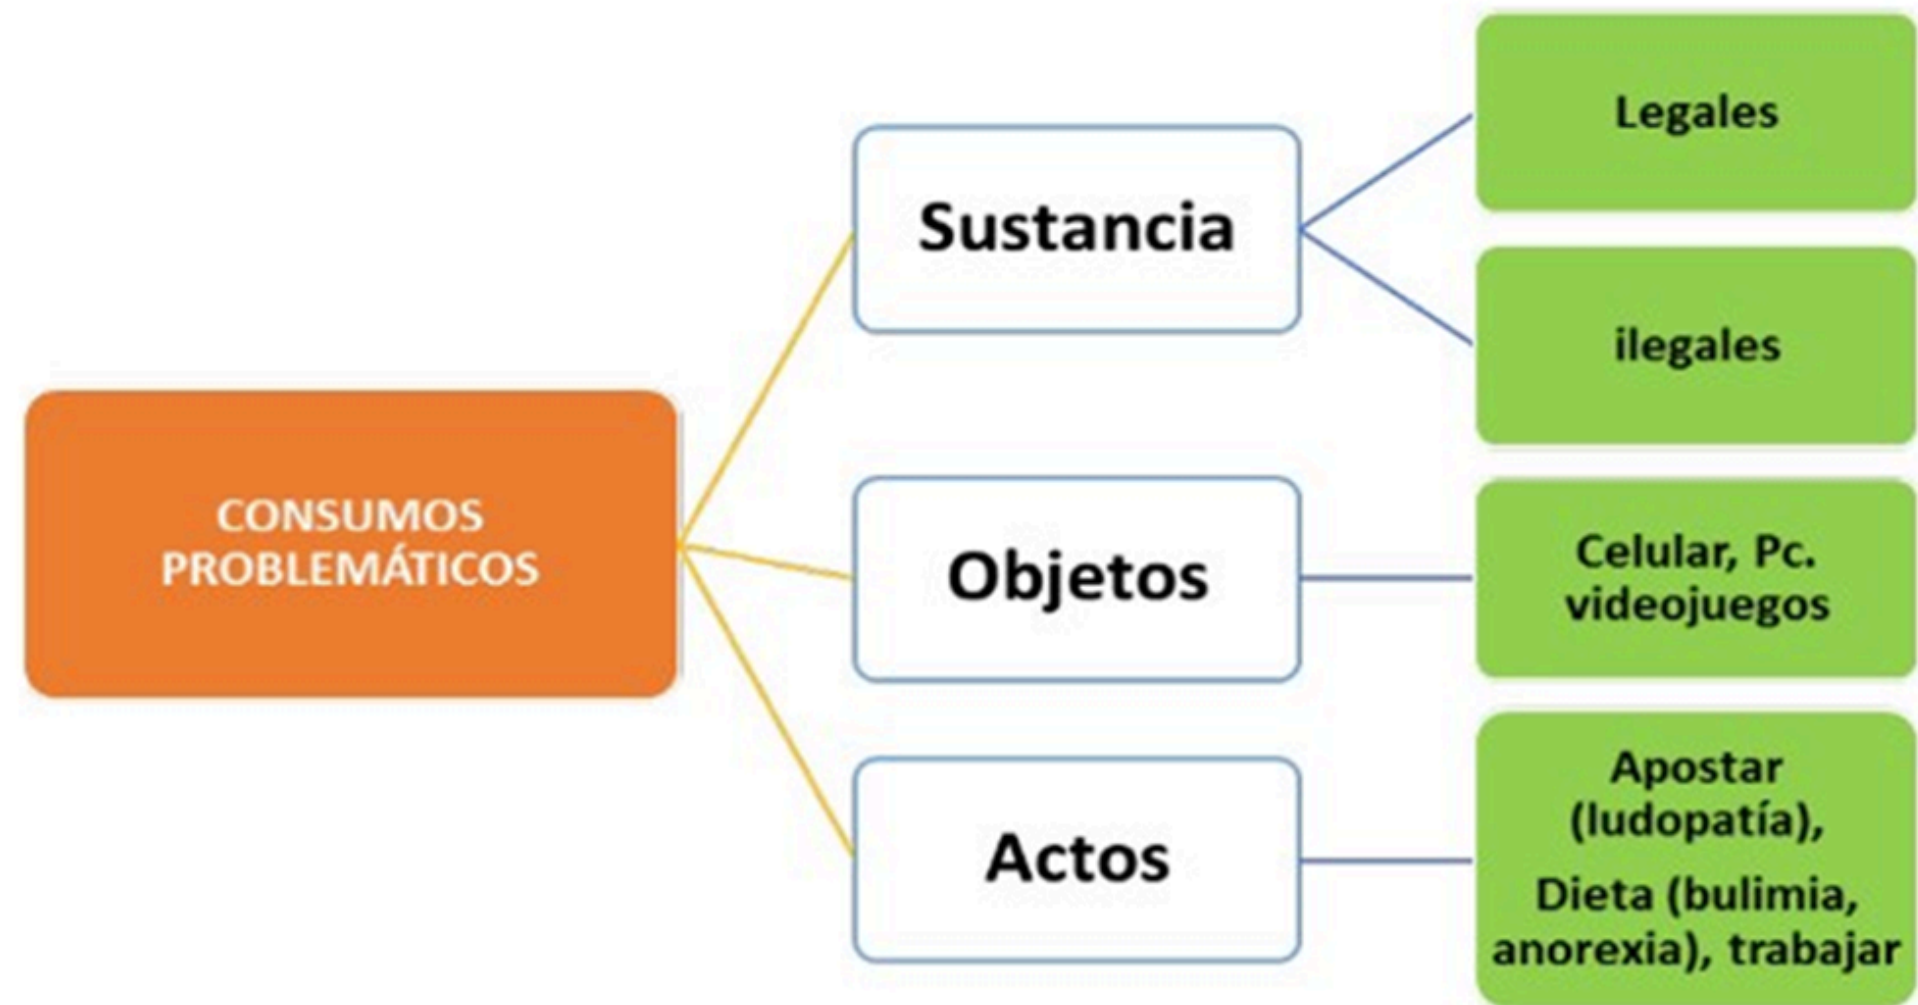 CONSUMOS
PROBLEMÁTICOS
Sustancia
Legales
ilegales
Objetos
Celular, Pc.
videojuegos
Actos
Apostar
(ludopatía),
Dieta (bulimia,
anorexia), trabajar